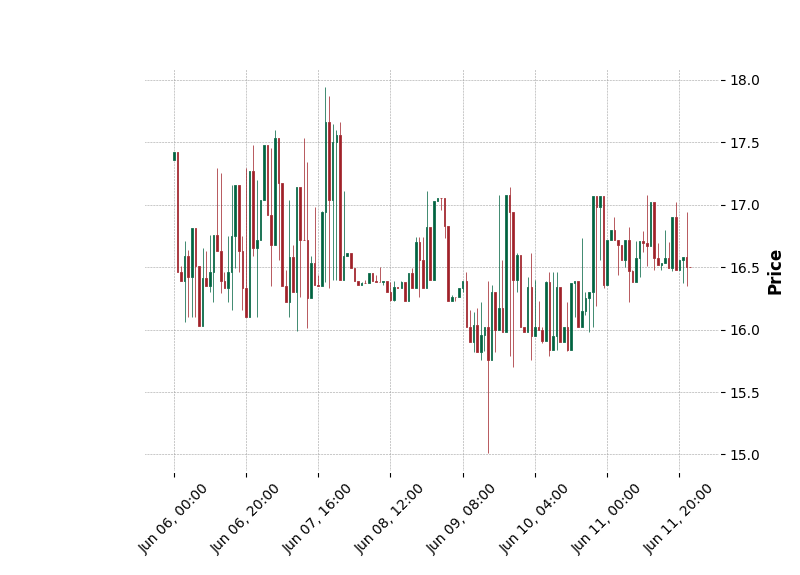 18.0
17.5
17.0
16.5
16.0
15.5
15.0
Price
Jun 06, 00:00
Jun 06, 20:00
Jun 07, 16:00
Jun 08, 12:00
Jun 09, 08:00
Jun 10, 04:00
Jun 11, 00:00
Jun 11, 20:00